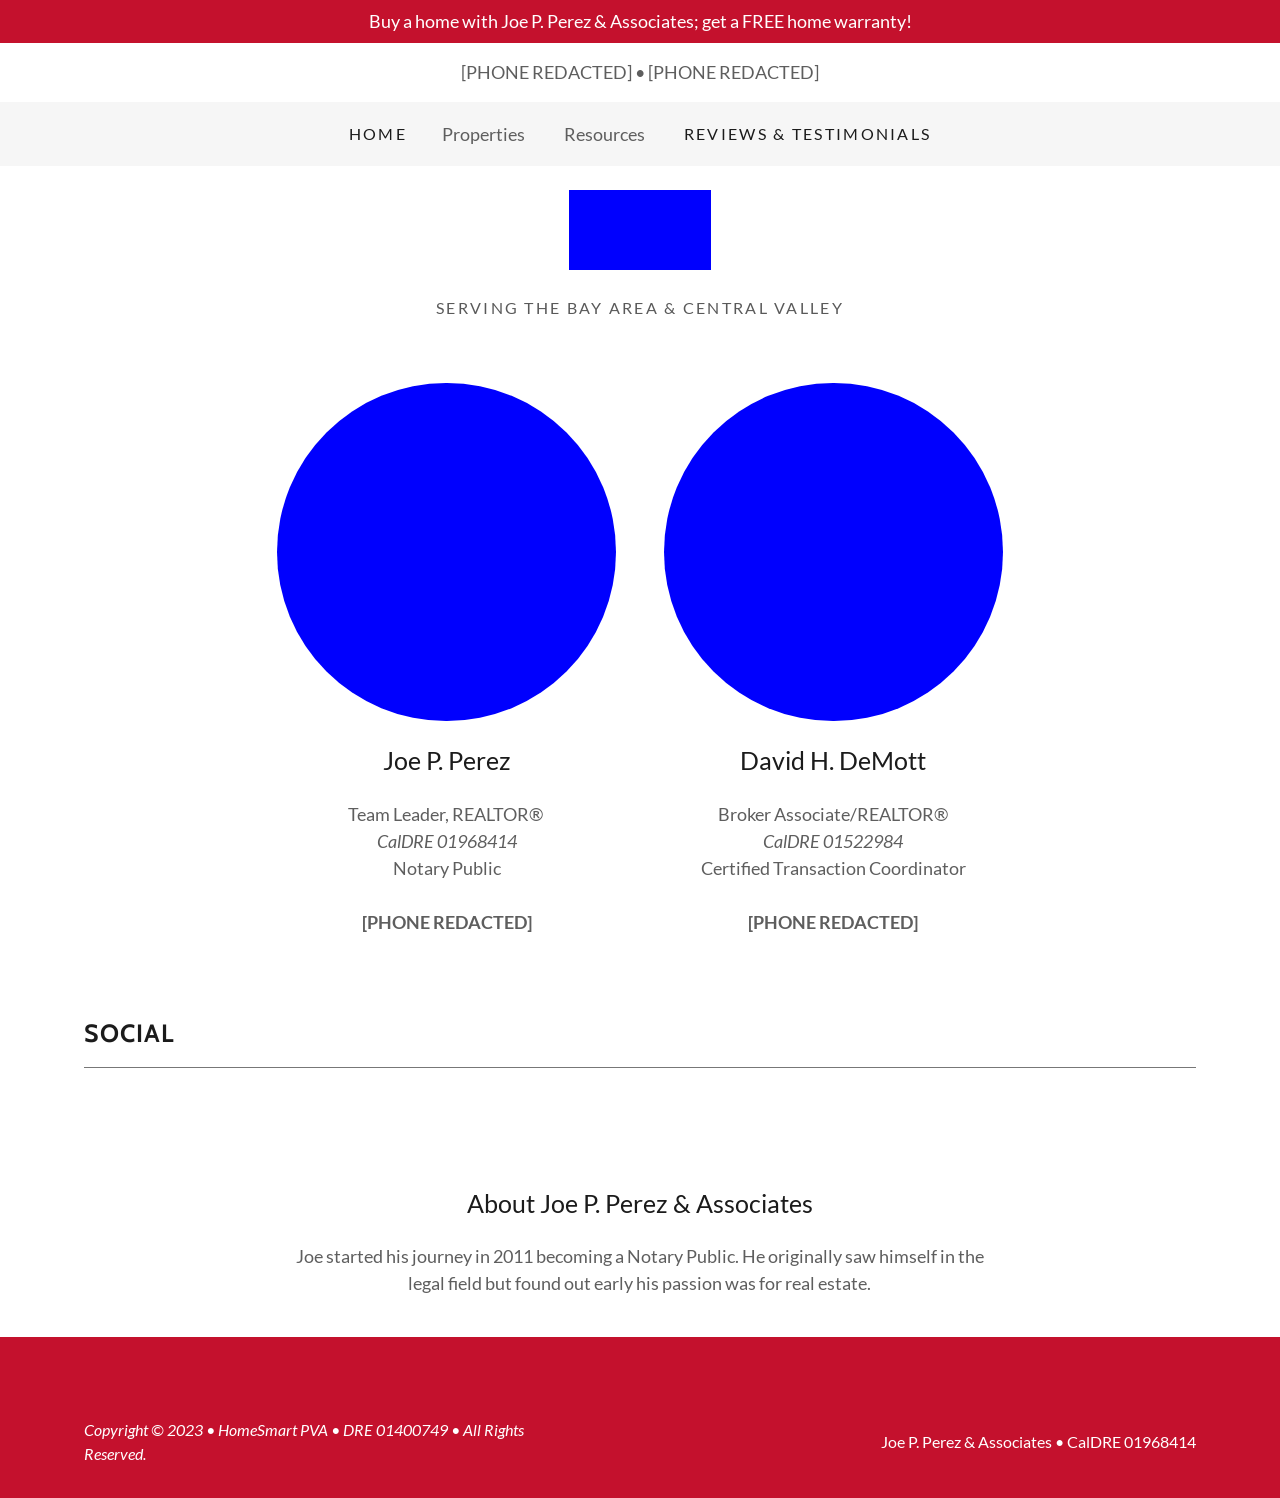 Buy a home with Joe P. Perez & Associates; get a FREE home warranty!
[PHONE REDACTED] • [PHONE REDACTED]
HOME Properties Resources REVIEWS & TESTIMONIALS
SERVING THE BAY AREA & CENTRAL VALLEY
Joe P. Perez
Team Leader, REALTOR®
CalDRE 01968414
Notary Public
[PHONE REDACTED]
David H. DeMott
Broker Associate/REALTOR®
CalDRE 01522984
Certified Transaction Coordinator
[PHONE REDACTED]
SOCIAL
About Joe P. Perez & Associates
Joe started his journey in 2011 becoming a Notary Public. He originally saw himself in the
legal field but found out early his passion was for real estate.
Copyright © 2023 • HomeSmart PVA • DRE 01400749 • All Rights
Reserved.
Joe P. Perez & Associates • CalDRE 01968414